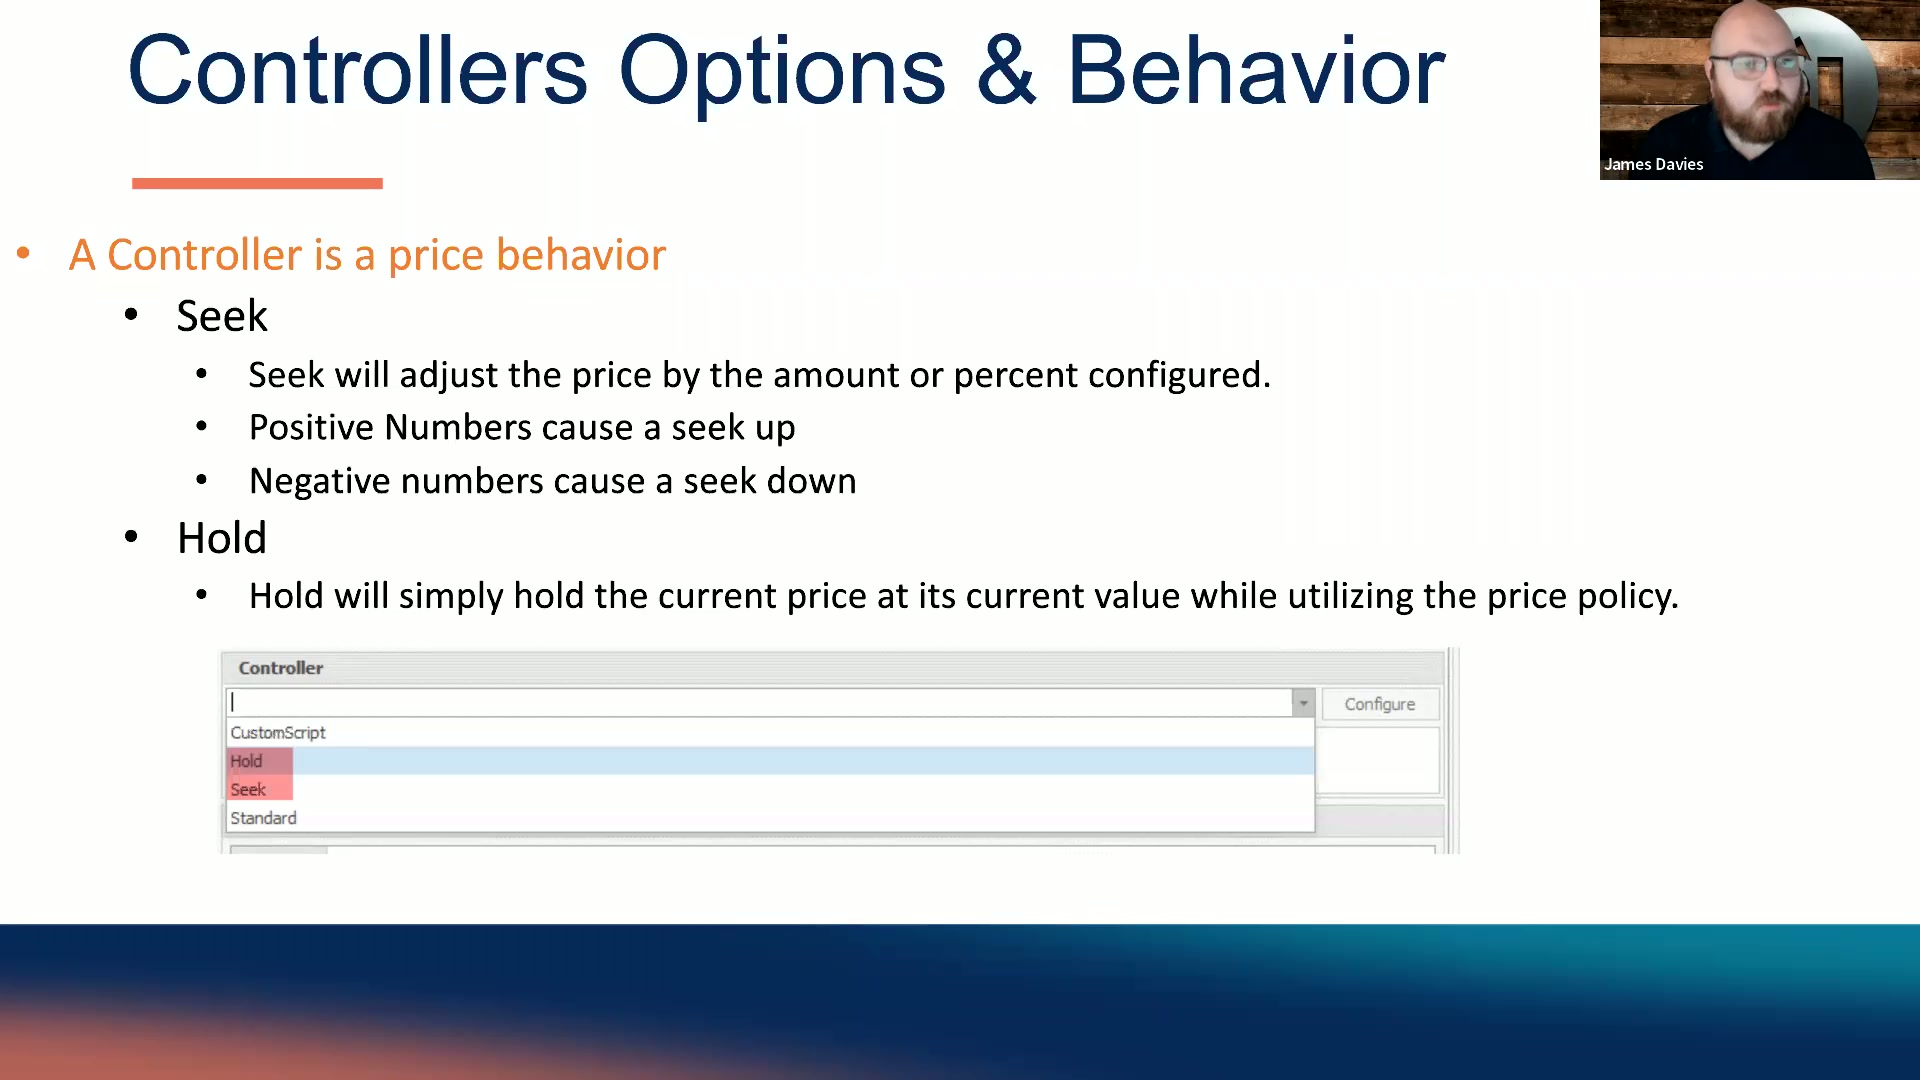 Controllers Options & Behavior
James Davies
• A Controller is a price behavior
• Seek
• Seek will adjust the price by the amount or percent configured.
• Positive Numbers cause a seek up
• Negative numbers cause a seek down
• Hold
• Hold will simply hold the current price at its current value while utilizing the price policy.
Controller
Configure
CustomScript
Hold
Seek
Standard